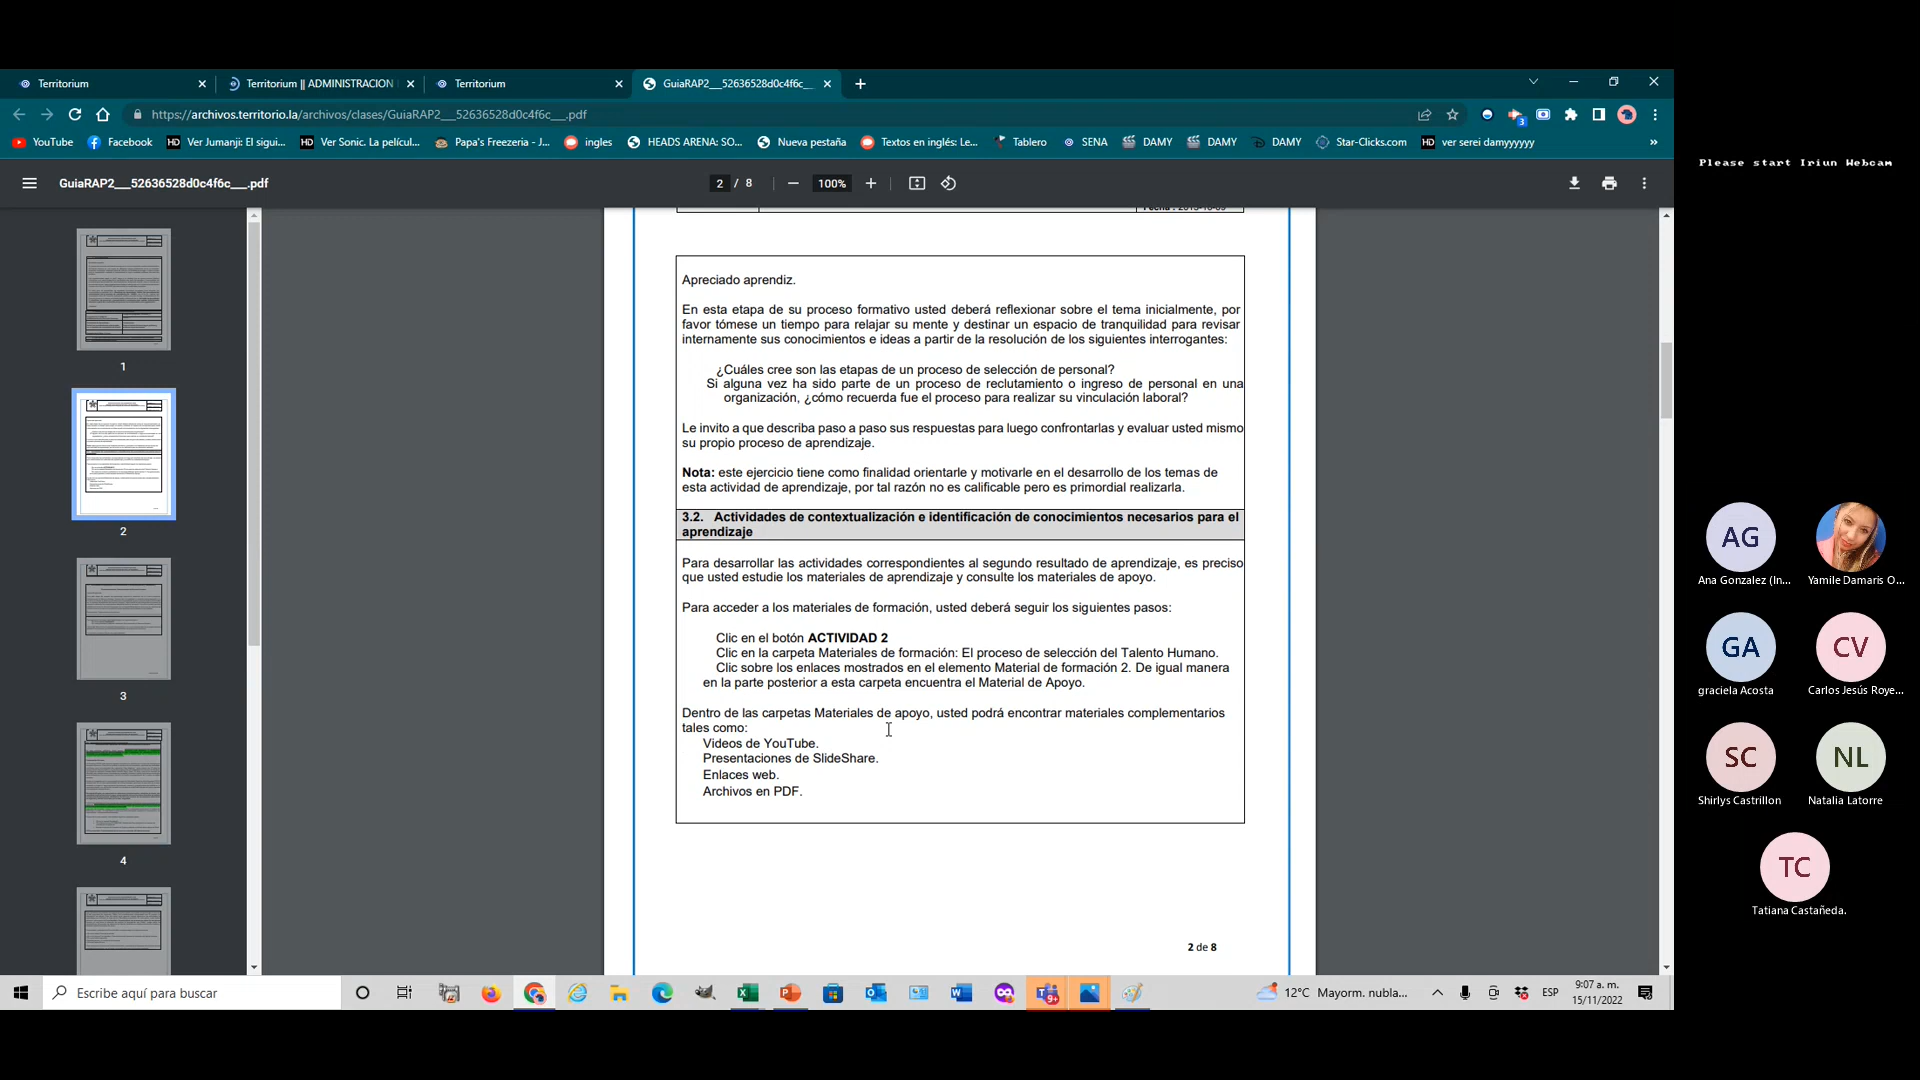 Territorium
Territorium || ADMINISTRACION
Territorium
GuiaRAP2___52636528d0c4f6c___.
https://archivos.territorio.la/archivos/clases/GuiaRAP2___52636528d0c4f6c___.pdf
3
YouTube
Facebook
Ver Jumanji: El sigui...
Ver Sonic. La películ...
Papa's Freezeria - J...
ingles
HEADS ARENA: SO...
Nueva pestaña
Textos en inglés: Le...
Tablero
SENA
DAMY
DAMY
DAMY
Star-Clicks.com
ver serei damyyyyyy
»
GuiaRAP2___52636528d0c4f6c___.pdf
2 / 8
100%
1
2
3
4
Apreciado aprendiz.
En esta etapa de su proceso formativo usted deberá reflexionar sobre el tema inicialmente, por
favor tómese un tiempo para relajar su mente y destinar un espacio de tranquilidad para revisar
internamente sus conocimientos e ideas a partir de la resolución de los siguientes interrogantes:
¿Cuáles cree son las etapas de un proceso de selección de personal?
Si alguna vez ha sido parte de un proceso de reclutamiento o ingreso de personal en una
organización, ¿cómo recuerda fue el proceso para realizar su vinculación laboral?
Le invito a que describa paso a paso sus respuestas para luego confrontarlas y evaluar usted mismo
su propio proceso de aprendizaje.
Nota: este ejercicio tiene como finalidad orientarle y motivarle en el desarrollo de los temas de
esta actividad de aprendizaje, por tal razón no es calificable pero es primordial realizarla.
3.2. Actividades de contextualización e identificación de conocimientos necesarios para el
aprendizaje
Para desarrollar las actividades correspondientes al segundo resultado de aprendizaje, es preciso
que usted estudie los materiales de aprendizaje y consulte los materiales de apoyo.
Para acceder a los materiales de formación, usted deberá seguir los siguientes pasos:
Clic en el botón ACTIVIDAD 2
Clic en la carpeta Materiales de formación: El proceso de selección del Talento Humano.
Clic sobre los enlaces mostrados en el elemento Material de formación 2. De igual manera
en la parte posterior a esta carpeta encuentra el Material de Apoyo.
Dentro de las carpetas Materiales de apoyo, usted podrá encontrar materiales complementarios
tales como:
Videos de YouTube.
Presentaciones de SlideShare.
Enlaces web.
Archivos en PDF.
2 de 8
Please start Iriun Webcam
AG
Ana Gonzalez (In...
Yamile Damaris O...
GA
graciela Acosta
CV
Carlos Jesús Roye...
SC
Shirlys Castrillon
NL
Natalia Latorre
TC
Tatiana Castañeda.
Escribe aquí para buscar
9+
12°C Mayorm. nubla...
ESP
9:07 a. m.
15/11/2022